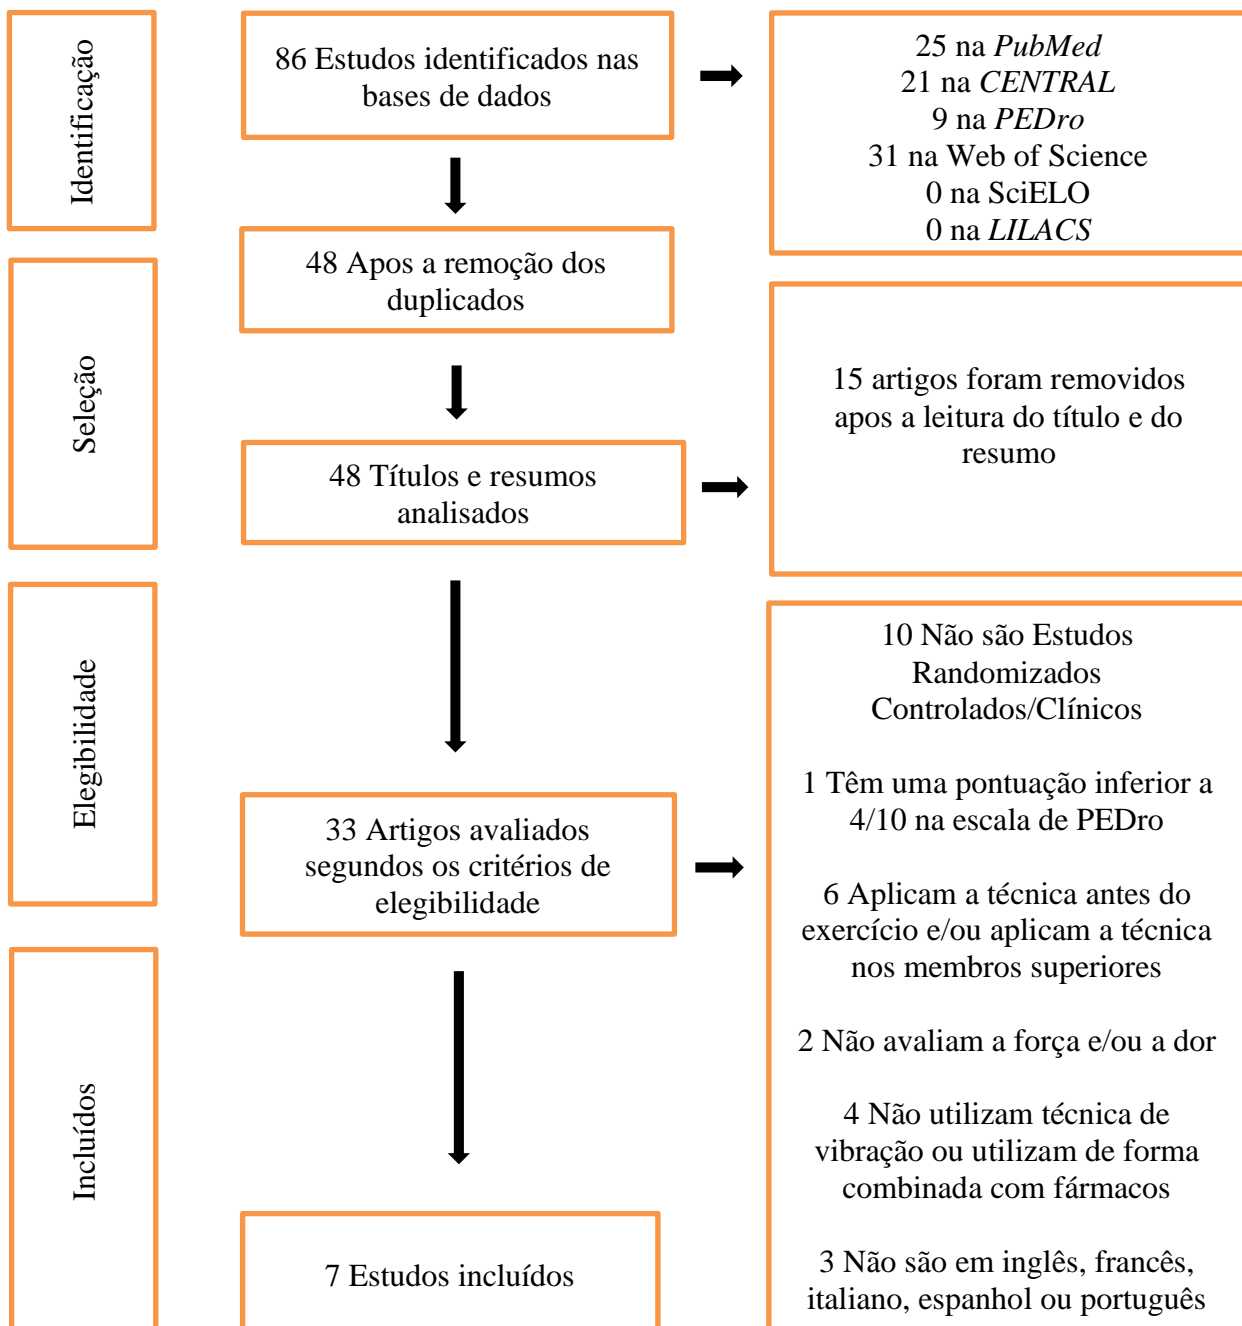 Identificação
86 Estudos identificados nas
bases de dados
25 na PubMed
21 na CENTRAL
9 na PEDro
31 na Web of Science
0 na SciELO
0 na LILACS
Seleção
48 Apos a remoção dos
duplicados
48 Títulos e resumos
analisados
15 artigos foram removidos
apos a leitura do título e do
resumo
Elegibilidade
33 Artigos avaliados
segundos os critérios de
elegibilidade
10 Não são Estudos
Randomizados
Controlados/Clínicos
1 Têm uma pontuação inferior a
4/10 na escala de PEDro
6 Aplicam a técnica antes do
exercício e/ou aplicam a técnica
nos membros superiores
2 Não avaliam a força e/ou a dor
4 Não utilizam técnica de
vibração ou utilizam de forma
combinada com fármacos
3 Não são em inglês, francês,
italiano, espanhol ou português
Incluídos
7 Estudos incluídos